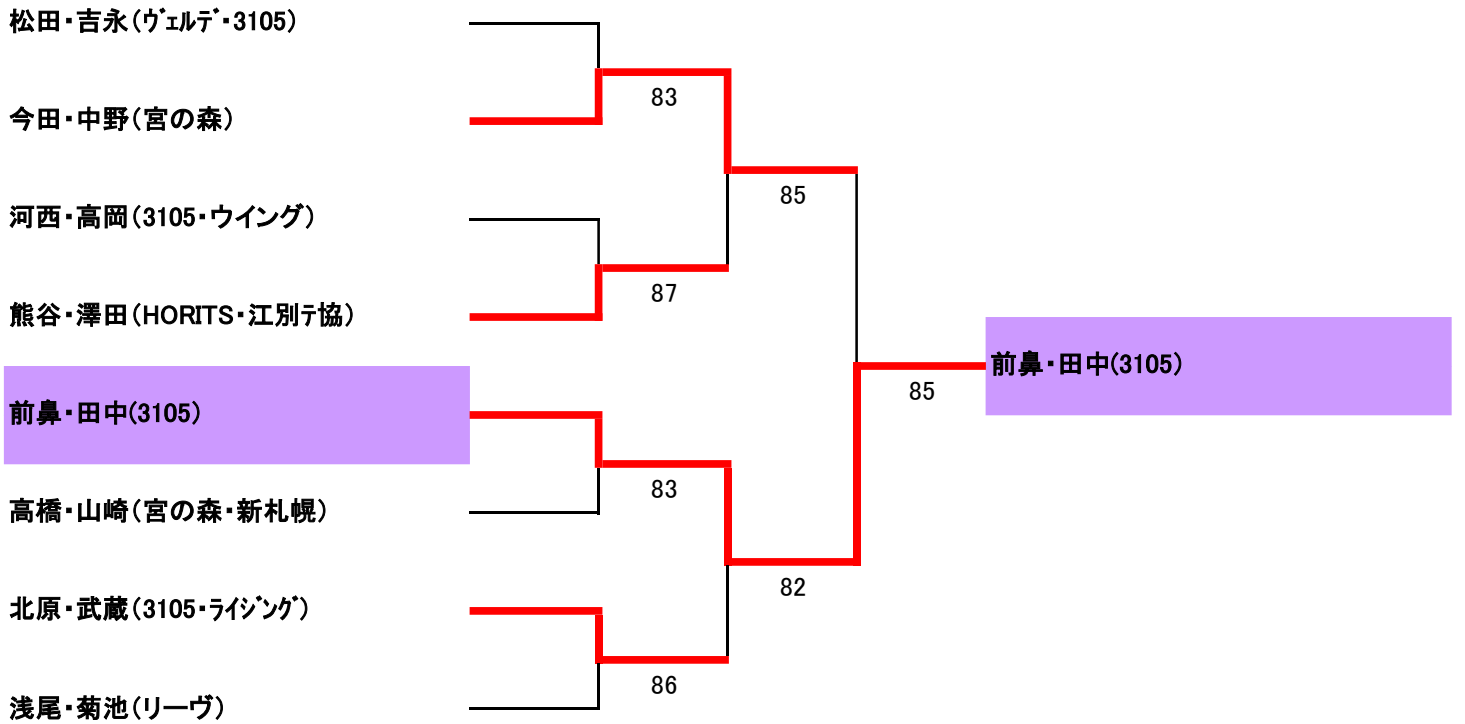 松田・吉永(ｳﾞｪﾙﾃﾞ・3105)
83
今田・中野(宮の森)
85
河西・高岡(3105・ウイング)
87
熊谷・澤田(HORITS・江別ﾃ協)
前鼻・田中(3105)
85
前鼻・田中(3105)
83
高橋・山崎(宮の森・新札幌)
82
北原・武蔵(3105・ﾗｲｼﾞﾝｸﾞ)
86
浅尾・菊池(リーヴ)